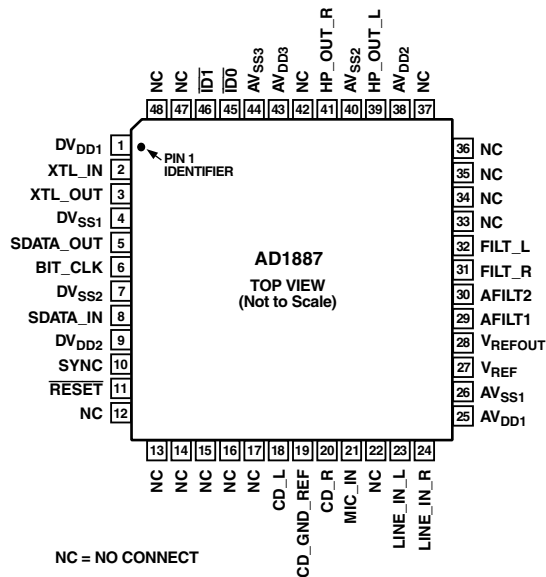 NC
NC
ID1
ID0
AVSS3
AVDD3
NC
HP_OUT_R
AVSS2
HP_OUT_L
AVDD2
NC
48 47 46 45 44 43 42 41 40 39 38 37
DVDD1 1
XTL_IN 2
XTL_OUT 3
DVSS1 4
SDATA_OUT 5
BIT_CLK 6
DVSS2 7
SDATA_IN 8
DVDD2 9
SYNC 10
RESET 11
NC 12
PIN 1
IDENTIFIER
AD1887
TOP VIEW
(Not to Scale)
36 NC
35 NC
34 NC
33 NC
32 FILT_L
31 FILT_R
30 AFILT2
29 AFILT1
28 VREFOUT
27 VREF
26 AVSS1
25 AVDD1
13 14 15 16 17 18 19 20 21 22 23 24
NC
NC
NC
NC
NC
CD_L
CD_GND_REF
CD_R
MIC_IN
NC
LINE_IN_L
LINE_IN_R
NC = NO CONNECT